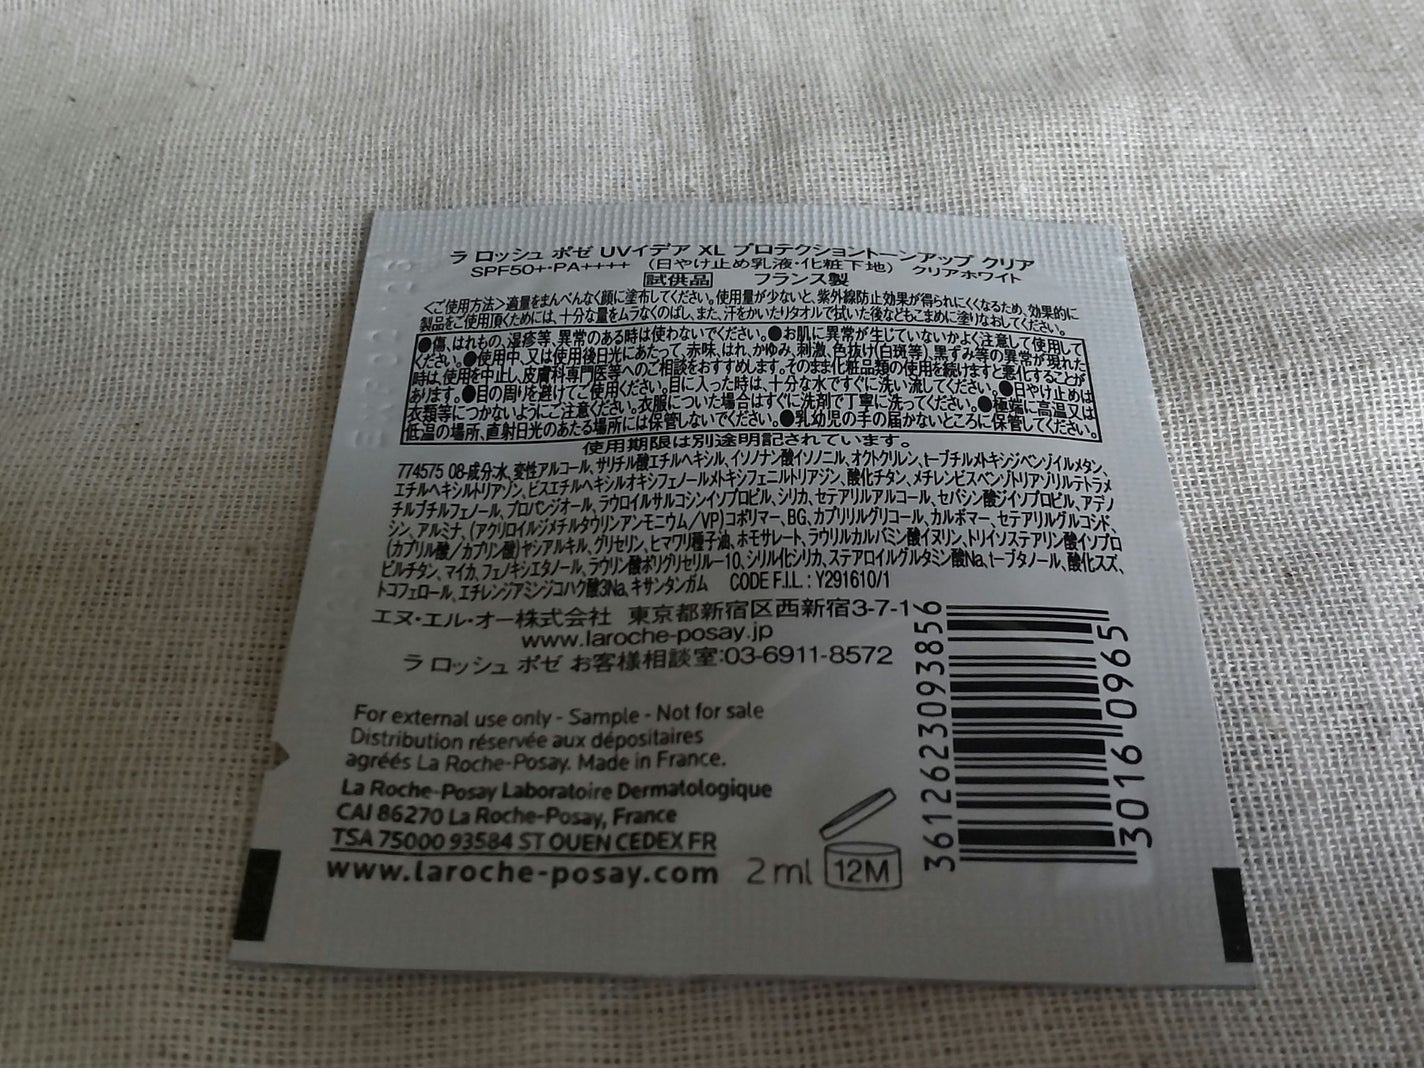 ラ ロッシュ ポゼ UVイデア XL プロテクショントーンアップ クリア
SPF50+・PA++++ (日やけ止め乳液・化粧下地) クリアホワイト
試供品 フランス製
<ご使用方法>適量をまんべんなく顔に塗布してください。使用量が少ないと、紫外線防止効果が得られにくくなるため、効果的に
製品をご使用頂くためには、十分な量をムラなくのばし、また、汗をかいたりタオルで拭いた後などもこまめに塗りなおしてください。
●傷、はれもの、湿疹等、異常のある時は使わないでください。●お肌に異常が生じていないかよく注意して使用して
ください。●使用中、又は使用後日光にあたって、赤味、はれ、かゆみ、刺激、色抜け(白斑等)、黒ずみ等の異常が現れた
時は、使用を中止し、皮膚科専門医等へのご相談をおすすめします。そのまま化粧品類の使用を続けますと悪化することが
あります。●目の周りを避けてご使用ください。目に入った時は、十分な水ですぐに洗い流してください。●日やけ止めは
衣類等につかないようにご注意ください。衣服についた場合はすぐに洗剤で丁寧に洗ってください。●極端に高温又は
低温の場所、直射日光のあたる場所には保管しないでください。●乳幼児の手の届かないところに保管してください。
使用期限は別途明記されています。
774575 08-成分:水、変性アルコール、サリチル酸エチルヘキシル、イソノナン酸イソノニル、オクトクリレン、t-ブチルメトキシジベンゾイルメタン、
エチルヘキシルトリアゾン、ビスエチルヘキシルオキシフェノールメトキシフェニルトリアジン、酸化チタン、メチレンビスベンゾトリアゾリルテトラメ
チルブチルフェノール、プロパンジオール、ラウロイルサルコシンイソプロピル、シリカ、セテアリルアルコール、セバシン酸ジイソプロピル、アデノ
シン、アルミナ、(アクリロイルジメチルタウリンアンモニウム/VP)コポリマー、BG、カプリリルグリコール、カルボマー、セテアリルグルコシド、
(カプリル酸/カプリン酸)ヤシアルキル、グリセリン、ヒマワリ種子油、ホモサレート、ラウリルカルバミン酸イヌリン、トリイソステアリン酸イソプロ
ピルチタン、マイカ、フェノキシエタノール、ラウリン酸ポリグリセリル-10、シリル化シリカ、ステアロイルグルタミン酸Na、t-ブタノール、酸化スズ、
トコフェロール、エチレンジアミンジコハク酸3Na、キサンタンガム CODE F.I.L. : Y291610/1
エヌ・エル・オー株式会社 東京都新宿区西新宿3-7-1
www.laroche-posay.jp
ラ ロッシュ ポゼ お客様相談室:03-6911-8572
For external use only - Sample - Not for sale
Distribution réservée aux dépositaires
agréés La Roche-Posay. Made in France.
La Roche-Posay Laboratoire Dermatologique
CAI 86270 La Roche-Posay, France
TSA 75000 93584 ST OUEN CEDEX FR
www.laroche-posay.com 2 ml 12M
3612623093856
30160965